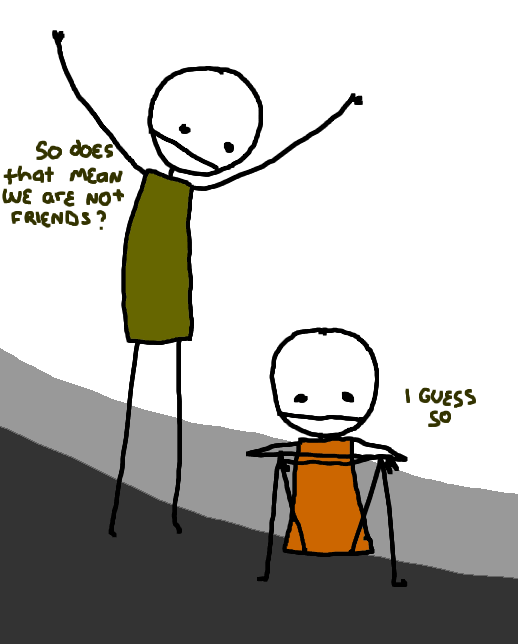 So does
that mean
WE are NOt
FRIENDS?
I GUESS
SO